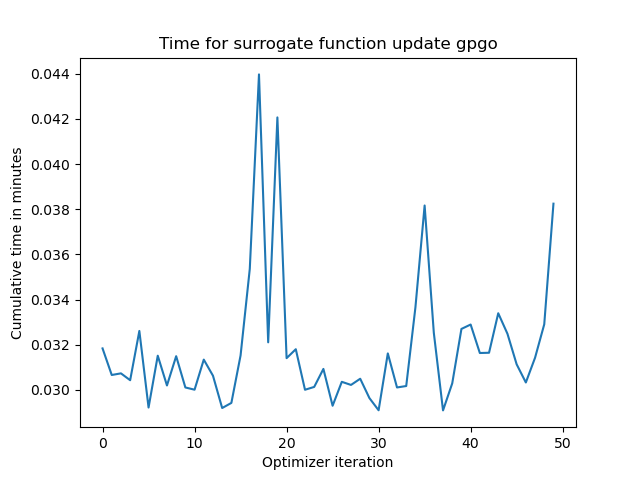 Time for surrogate function update gpgo
Cumulative time in minutes
0.044
0.042
0.040
0.038
0.036
0.034
0.032
0.030
0 10 20 30 40 50
Optimizer iteration